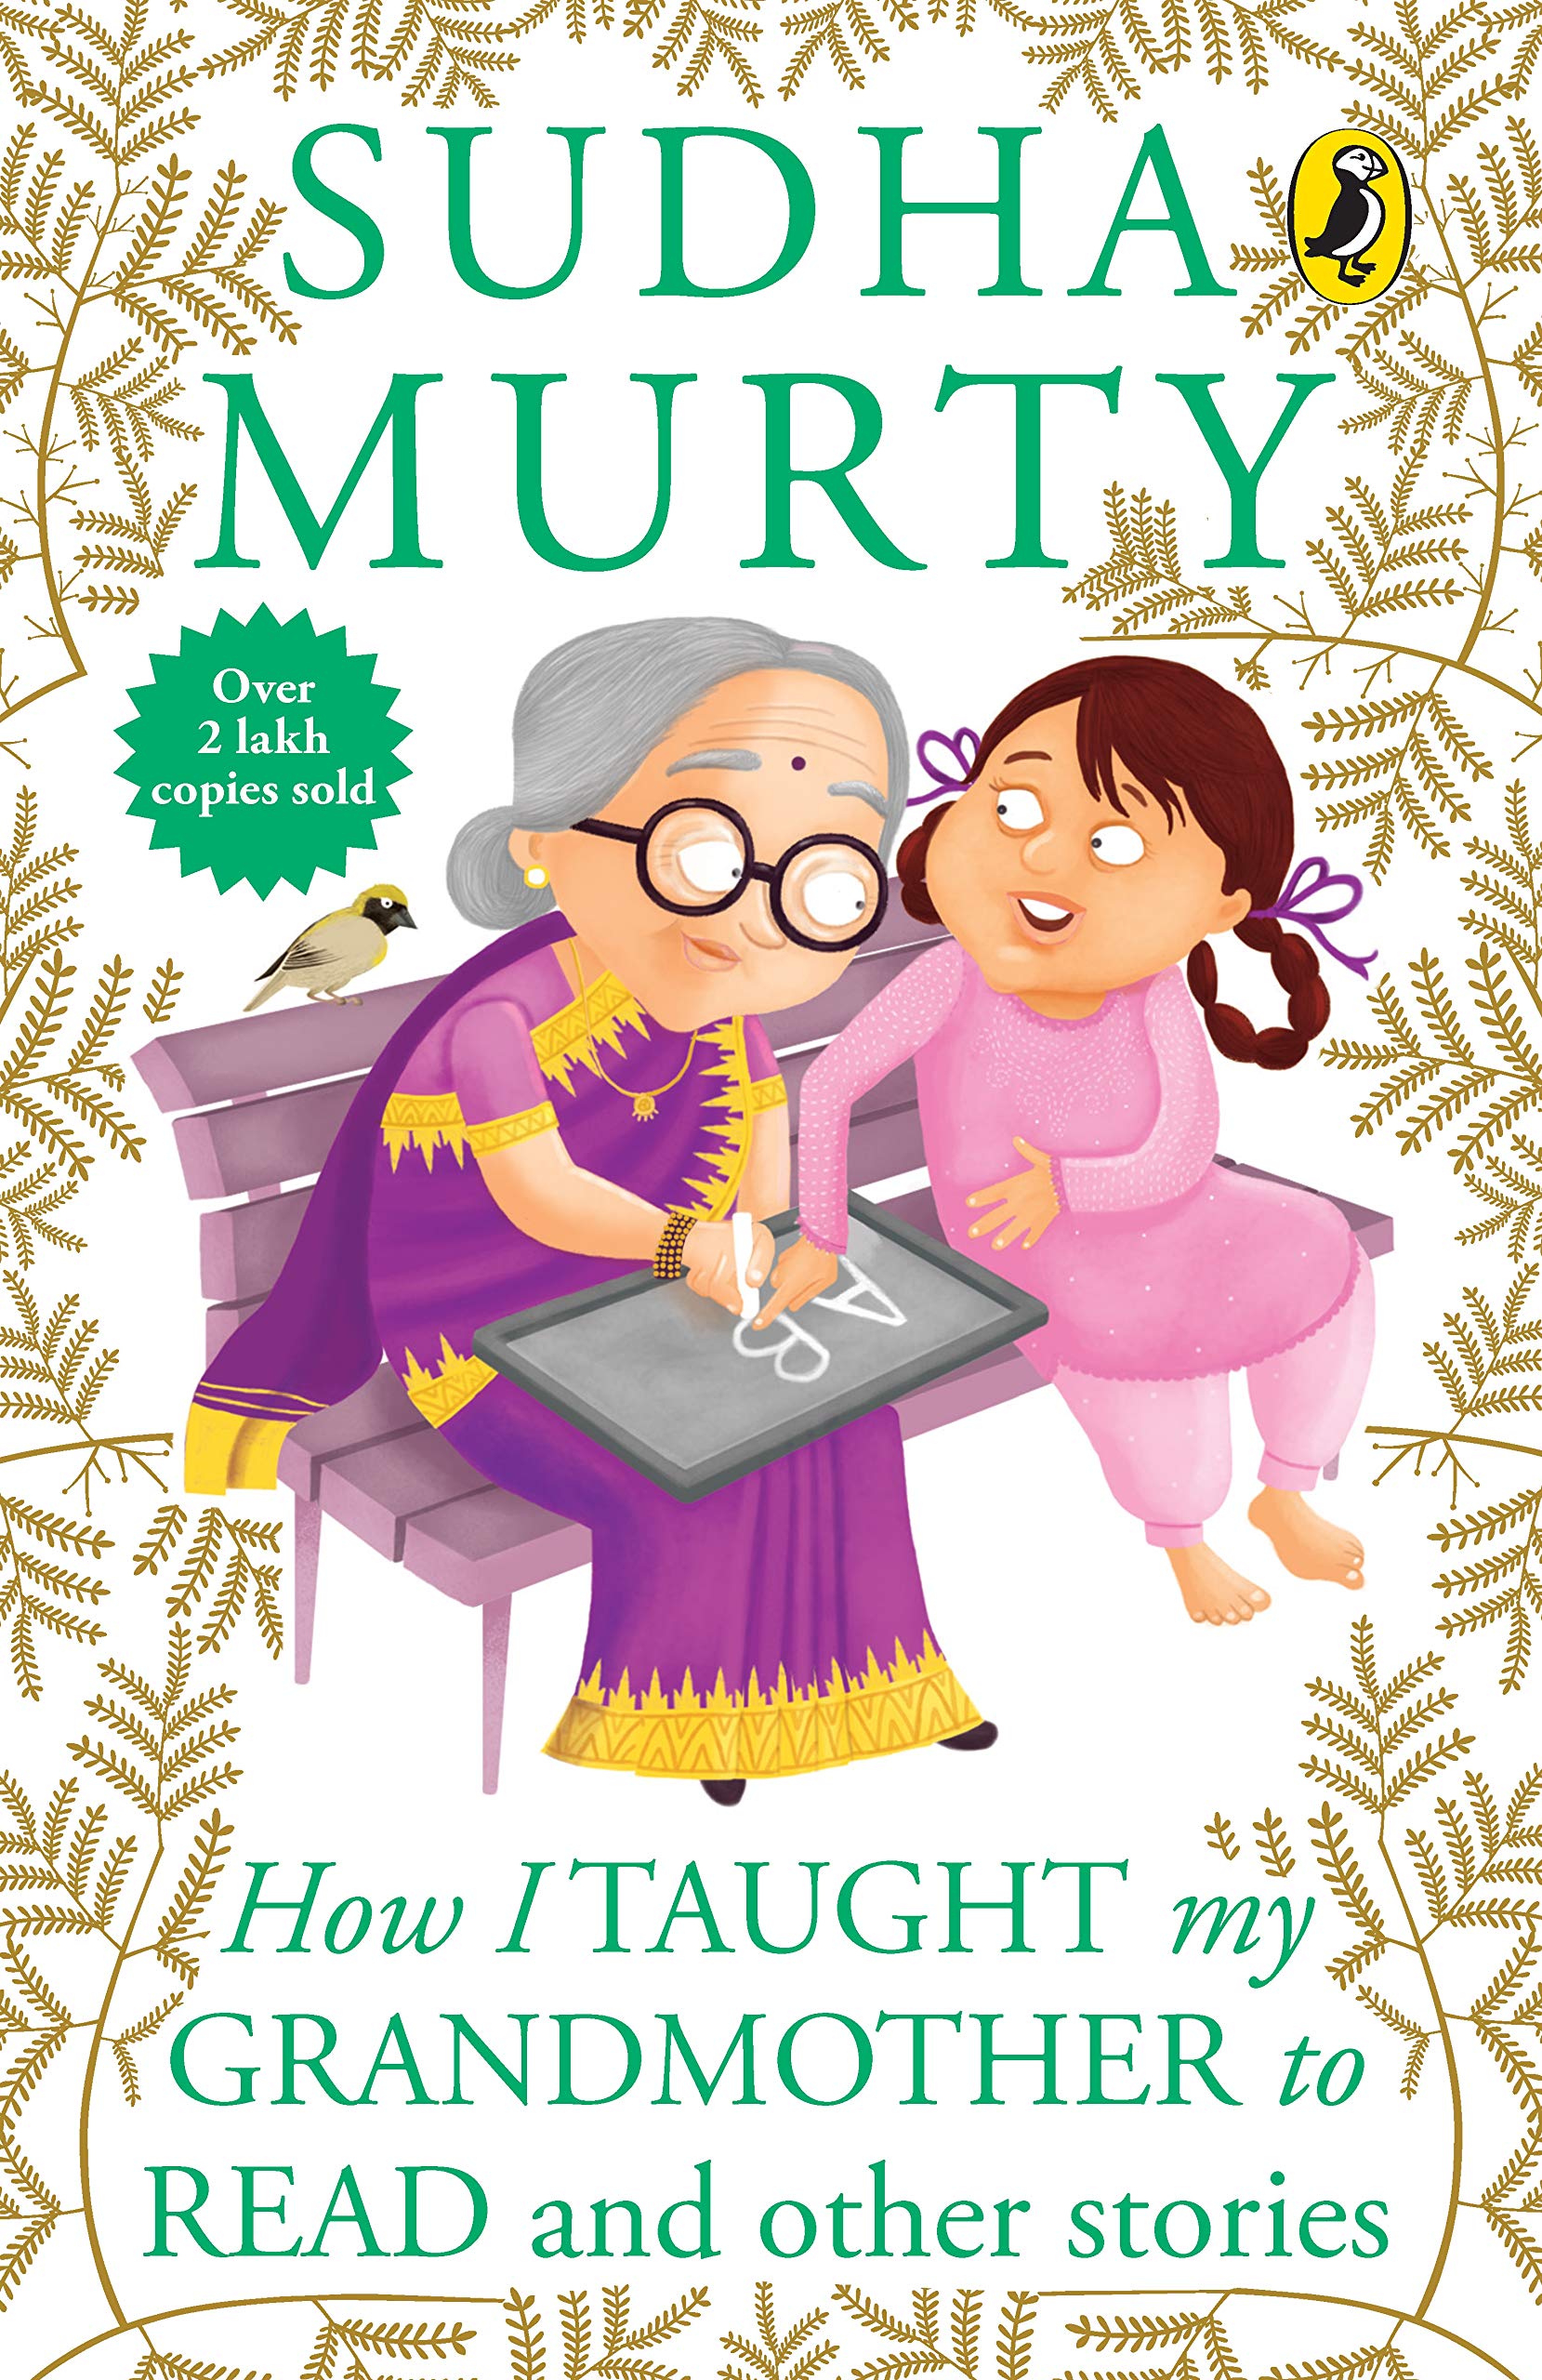 SUDHA
MURTY
Over
2 lakh
copies sold
A
B
How I TAUGHT my
GRANDMOTHER to
READ and other stories